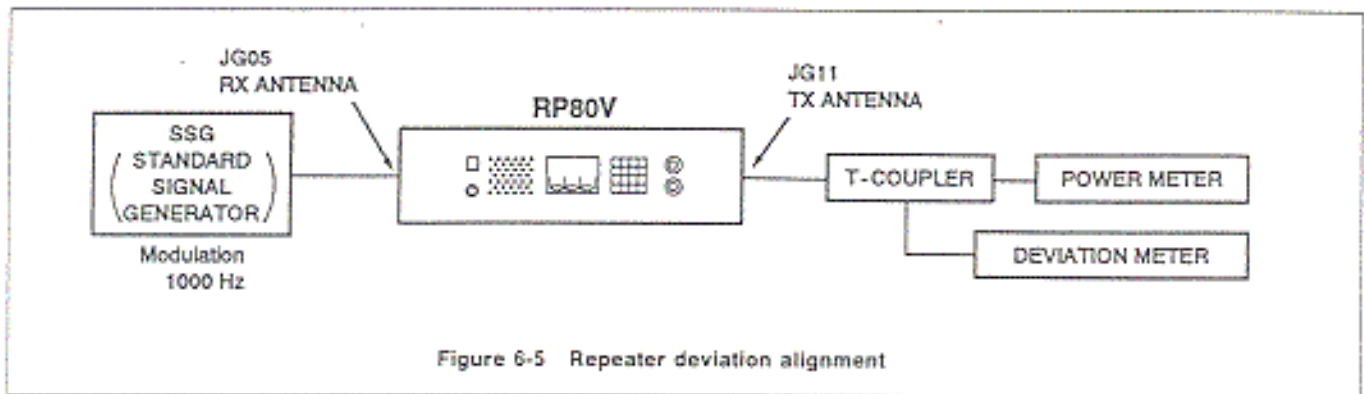 JG05
RX ANTENNA
JG11
TX ANTENNA
RP80V
SSG
STANDARD
SIGNAL
GENERATOR
T-COUPLER
POWER METER
DEVIATION METER
Modulation
1000 Hz
Figure 6-5 Repeater deviation alignment